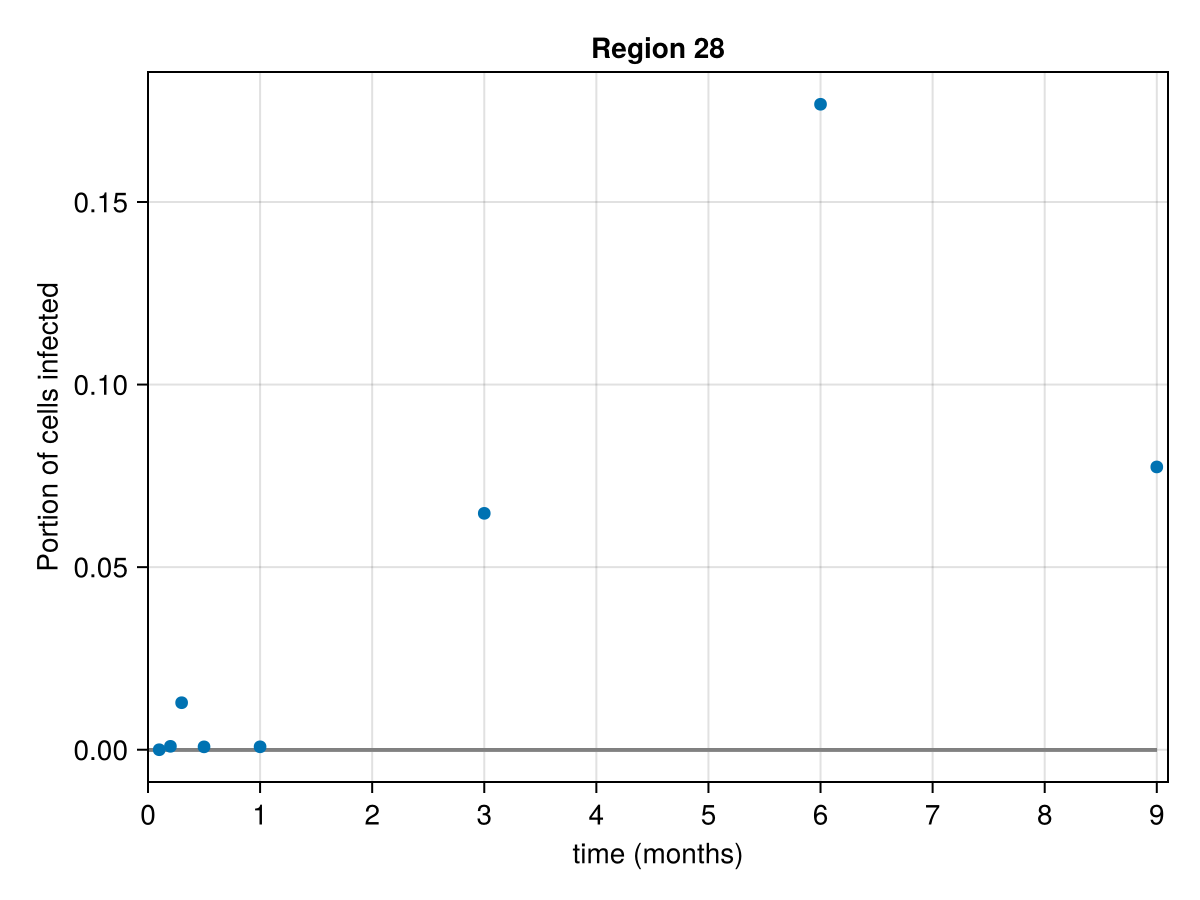 Region 28
Portion of cells infected
0.15
0.10
0.05
0.00
0 1 2 3 4 5 6 7 8 9
time (months)